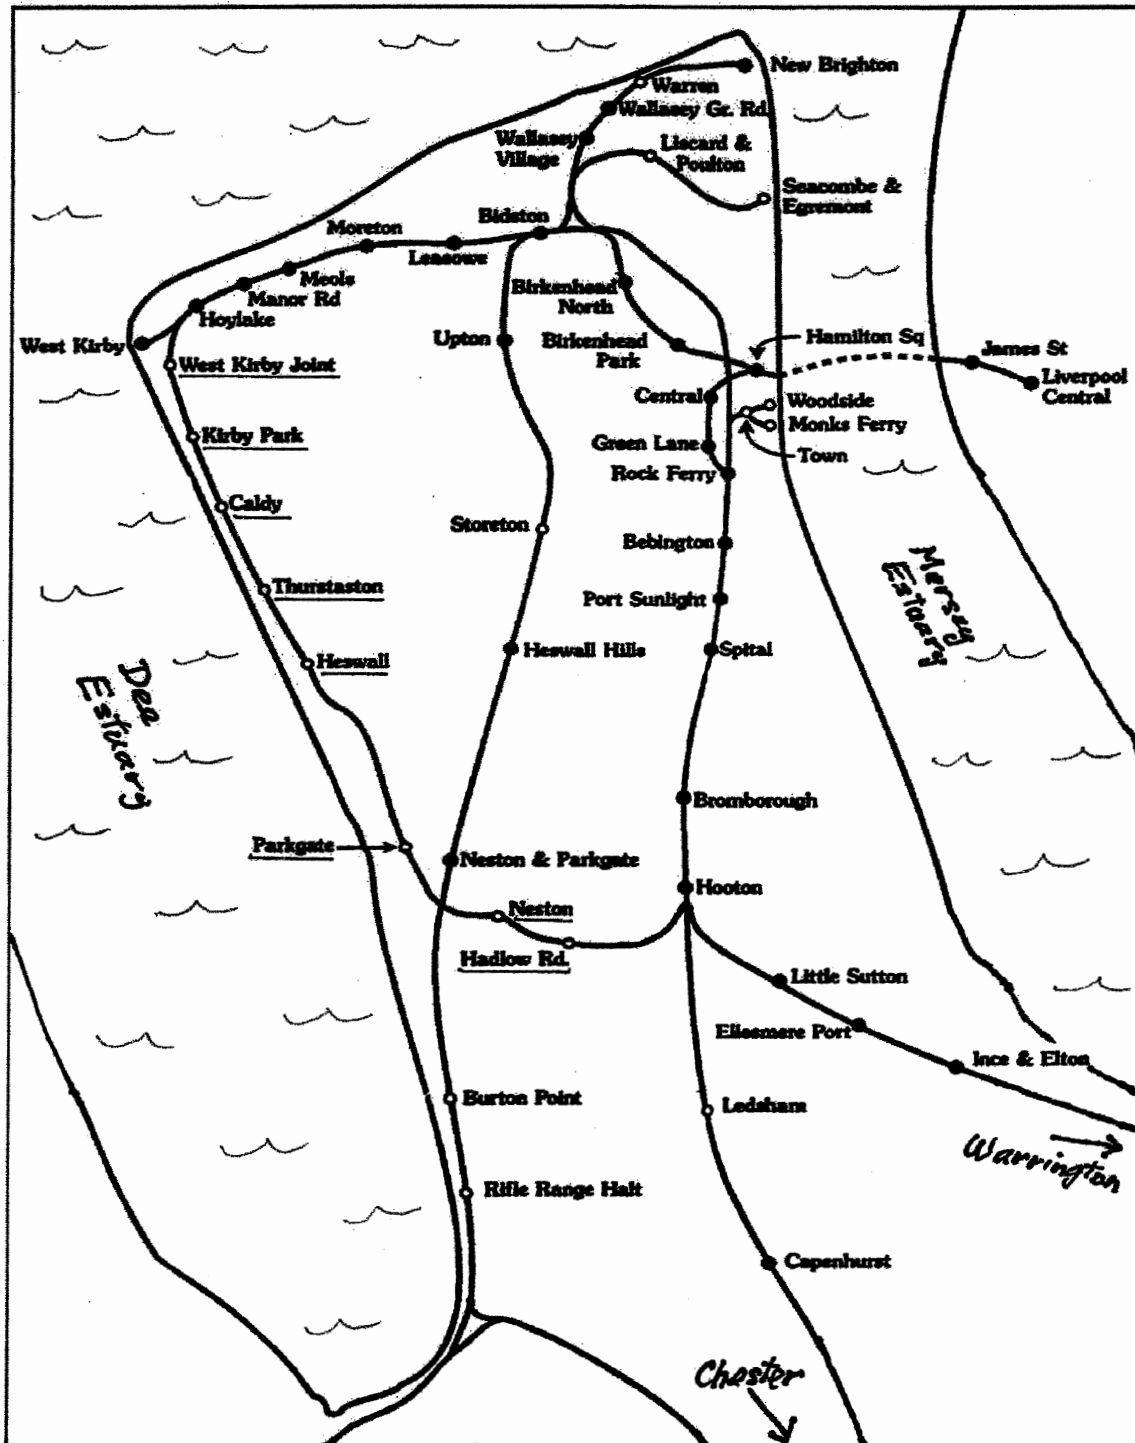 New Brighton
Warren
Wallasey Gr. Rd.
Wallasey
Village
Liscard &
Poulton
Seacombe &
Egremont
Bidston
Moreton
Leasowe
Meols
Manor Rd
Hoylake
West Kirby
Birkenhead
North
Upton
Birkenhead
Park
Hamilton Sq
James St
Liverpool
Central
West Kirby Joint
Central
Woodside
Monks Ferry
Kirby Park
Green Lane
Town
Rock Ferry
Caldy
Storeton
Bebington
Mersey
Estuary
Thurstaston
Port Sunlight
Heswall
Heswall Hills
Spital
Dee
Estuary
Bromborough
Parkgate
Neston & Parkgate
Hooton
Neston
Hadlow Rd.
Little Sutton
Ellesmere Port
Ince & Elton
Burton Point
Ledsham
Warrington
Rifle Range Halt
Capenhurst
Chester